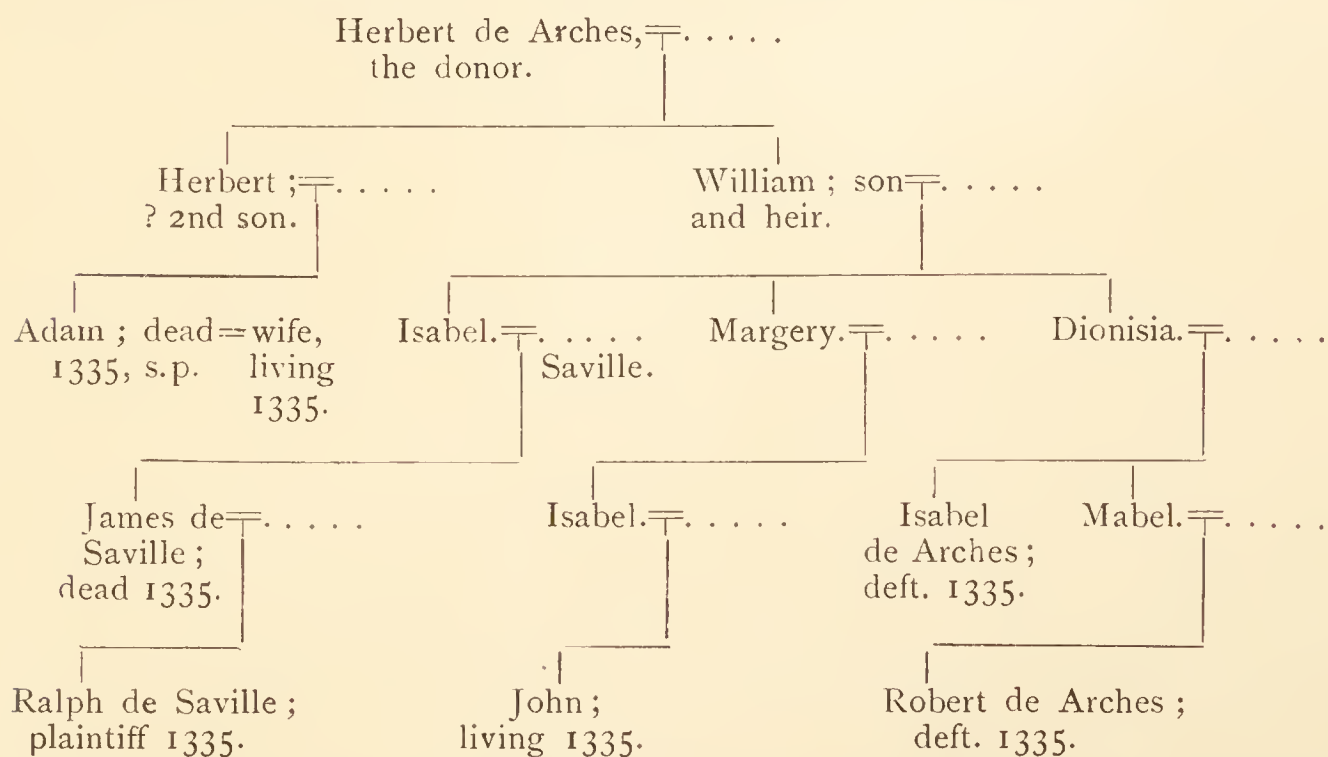 Herbert de Arches,=. . . . .
the donor.
Herbert ;=. . . . .
? 2nd son.
William ; son=. . . . .
and heir.
Adam ; dead=wife,
1335, s.p. living
1335.
Isabel.=. . . . .
Saville.
Margery.=. . . . .
Dionisia.=. . . . .
James de=. . . . .
Saville ;
dead 1335.
Isabel.=. . . . .
Isabel
de Arches ;
deft. 1335.
Mabel.=. . . . .
Ralph de Saville ;
plaintiff 1335.
John ;
living 1335.
Robert de Arches ;
deft. 1335.